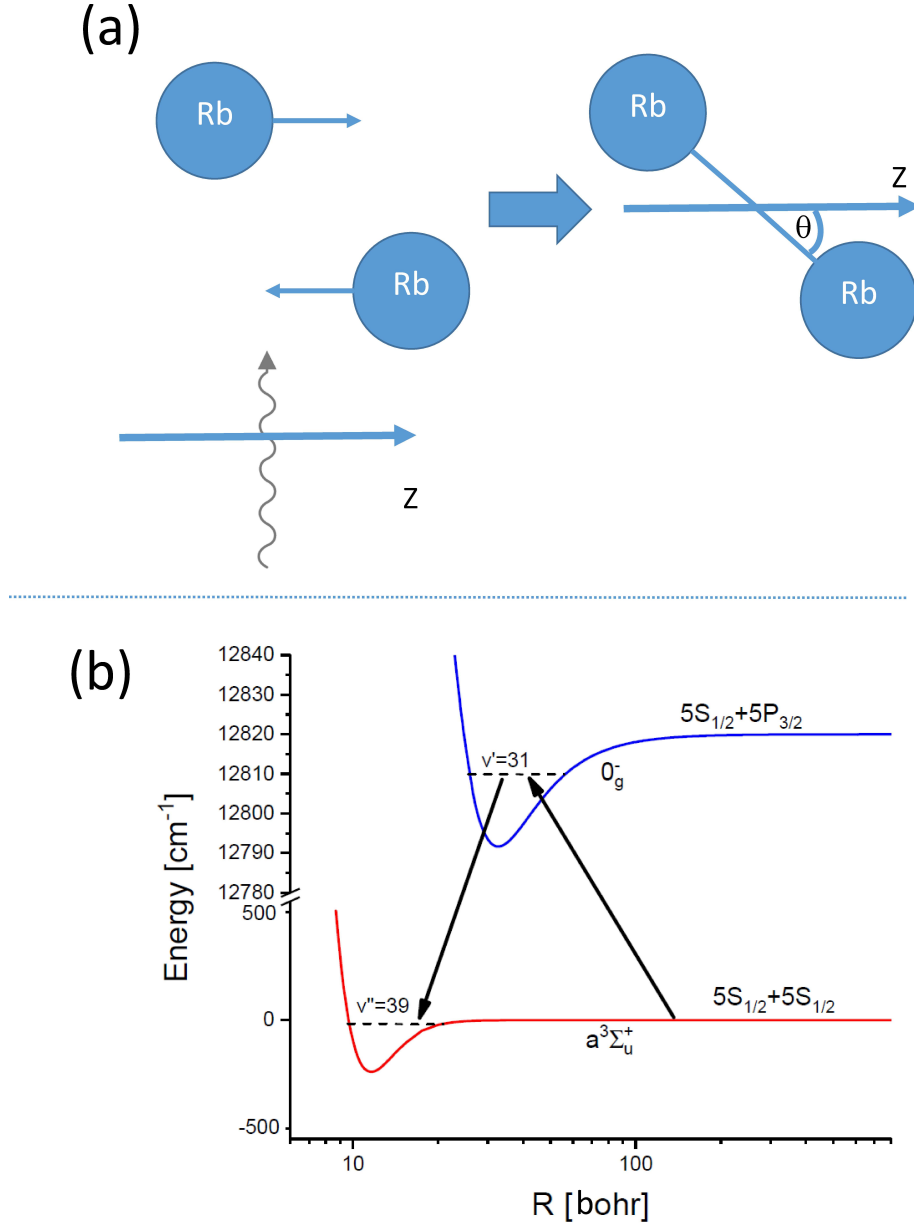 (a)
Rb
Rb
Rb
Z
θ
Rb
Z
(b)
12840
12830
12820
12810
12800
12790
12780
500
0
-500
Energy [cm⁻¹]
5S₁/₂+5P₃/₂
v'=31
0g⁻
v''=39
5S₁/₂+5S₁/₂
a³Σu⁺
10
100
R [bohr]